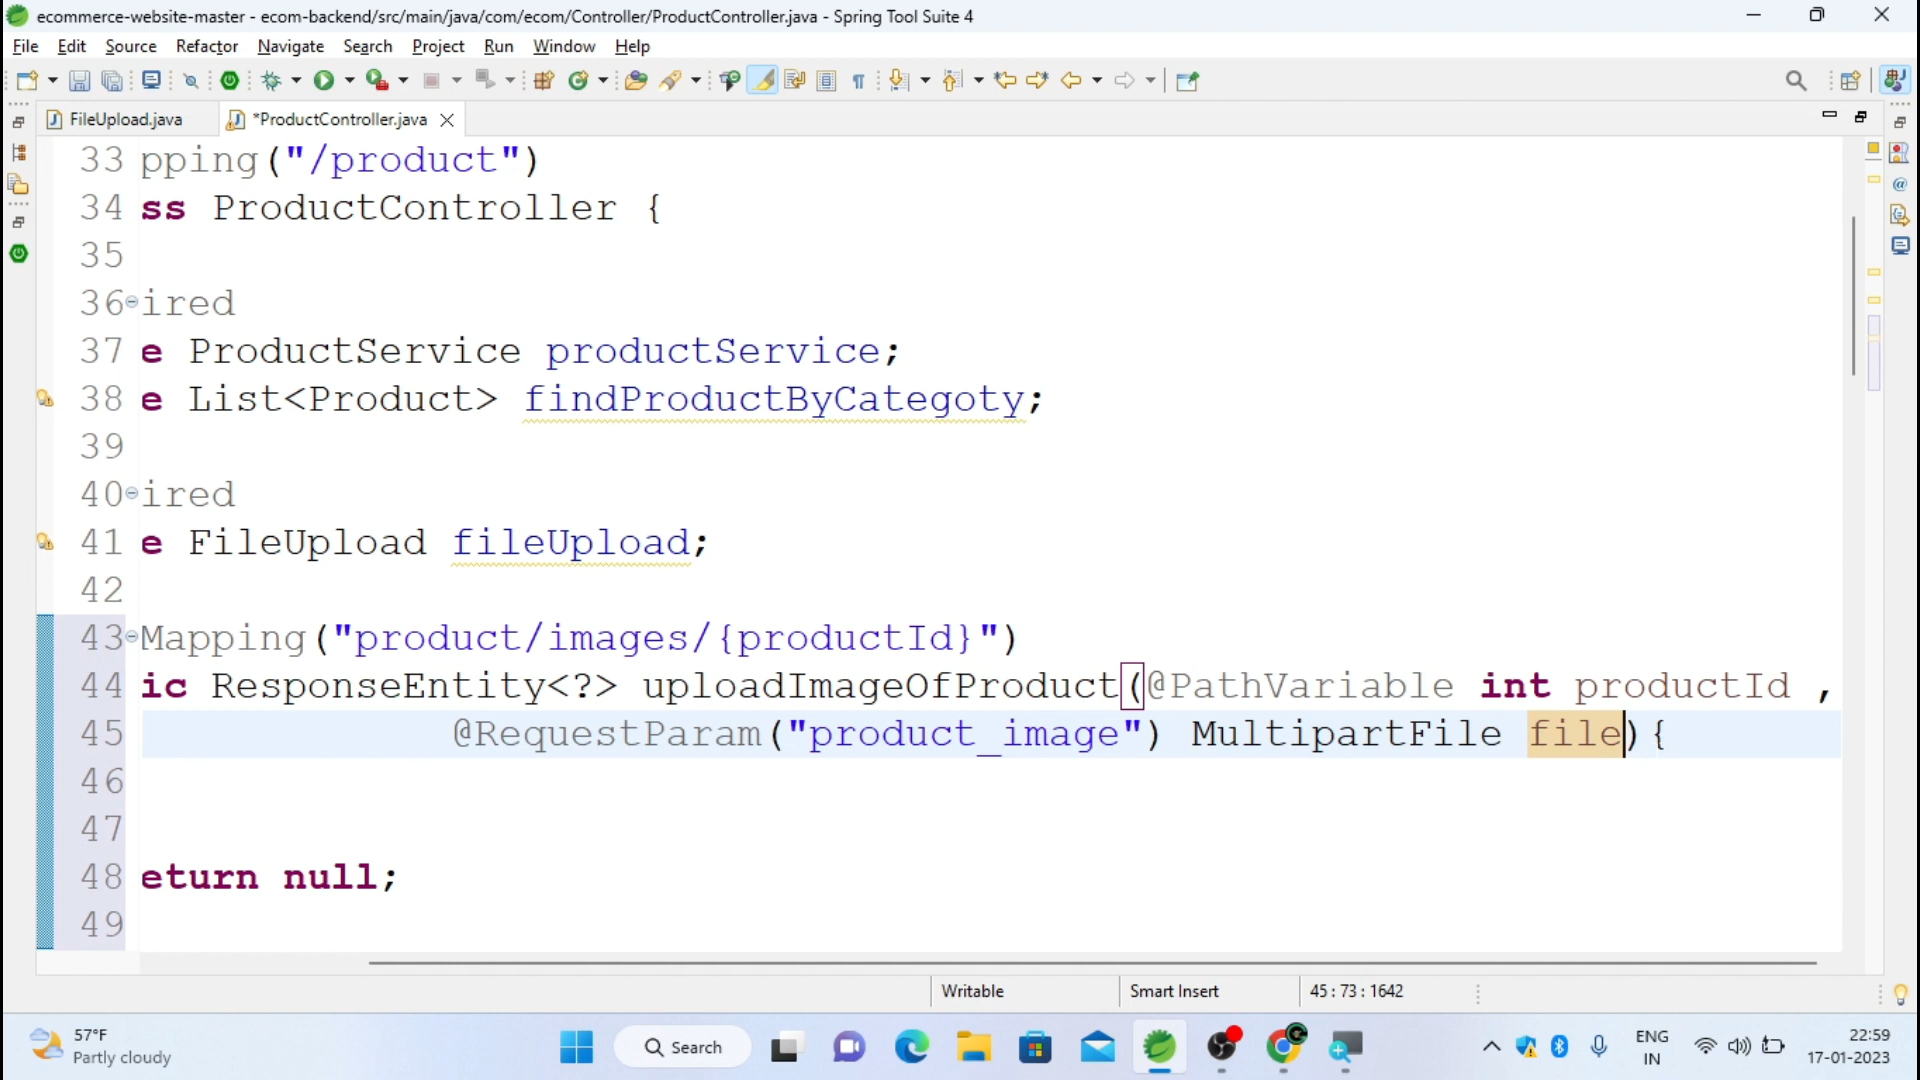 ecommerce-website-master - ecom-backend/src/main/java/com/ecom/Controller/ProductController.java - Spring Tool Suite 4
File Edit Source Refactor Navigate Search Project Run Window Help
FileUpload.java *ProductController.java
33 pping("/product")
34 ss ProductController {
35
36 ired
37 e ProductService productService;
38 e List<Product> findProductByCategoty;
39
40 ired
41 e FileUpload fileUpload;
42
43 Mapping("product/images/{productId}")
44 ic ResponseEntity<?> uploadImageOfProduct(@PathVariable int productId ,
45 @RequestParam("product_image") MultipartFile file){
46
47
48 eturn null;
49
Writable Smart Insert 45 : 73 : 1642
57°F
Partly cloudy
Search
ENG
IN
22:59
17-01-2023